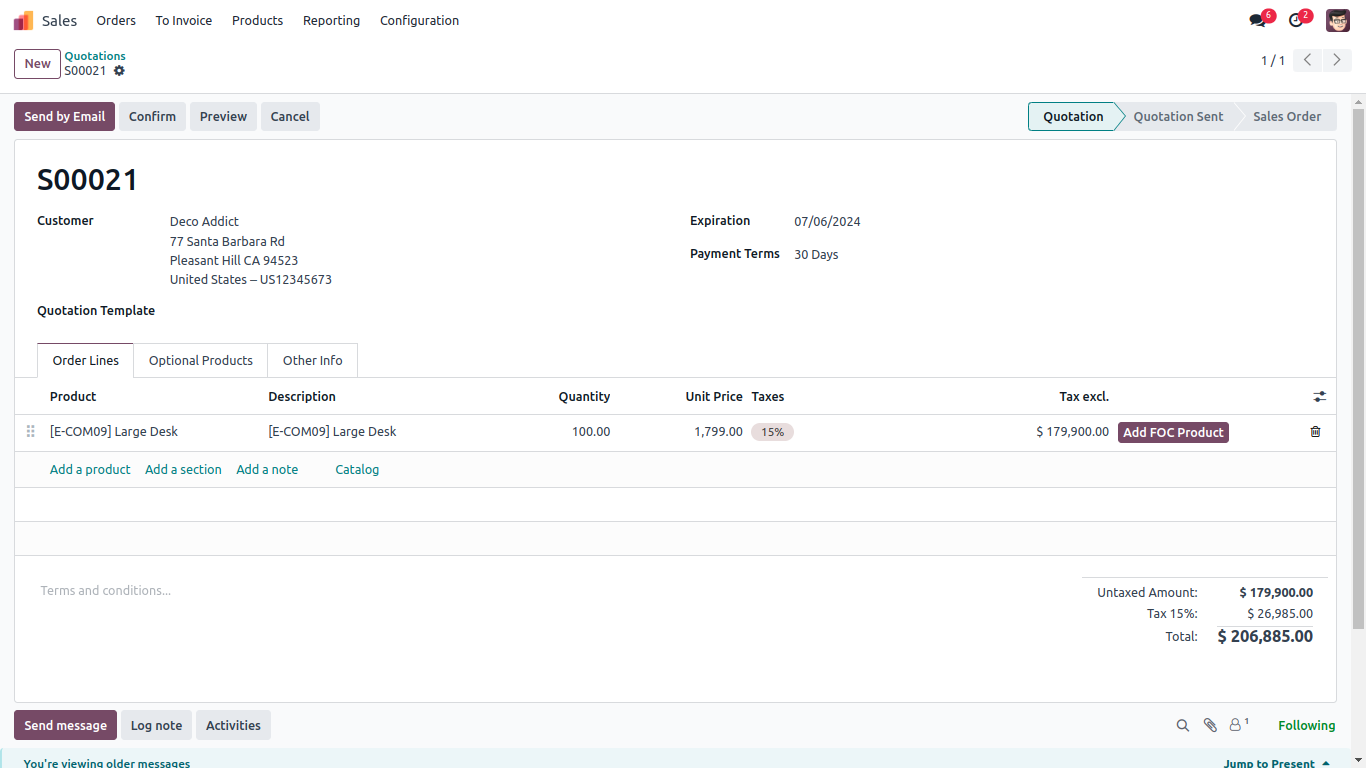 Sales Orders To Invoice Products Reporting Configuration 6 2
New Quotations
S00021 1 / 1
Send by Email Confirm Preview Cancel Quotation Quotation Sent Sales Order
S00021
Customer Deco Addict Expiration 07/06/2024
77 Santa Barbara Rd
Pleasant Hill CA 94523 Payment Terms 30 Days
United States – US12345673
Quotation Template
Order Lines Optional Products Other Info
Product Description Quantity Unit Price Taxes Tax excl.
[E-COM09] Large Desk [E-COM09] Large Desk 100.00 1,799.00 15% $ 179,900.00 Add FOC Product
Add a product Add a section Add a note Catalog
Terms and conditions... Untaxed Amount: $ 179,900.00
Tax 15%: $ 26,985.00
Total: $ 206,885.00
Send message Log note Activities 1 Following
You're viewing older messages Jump to Present